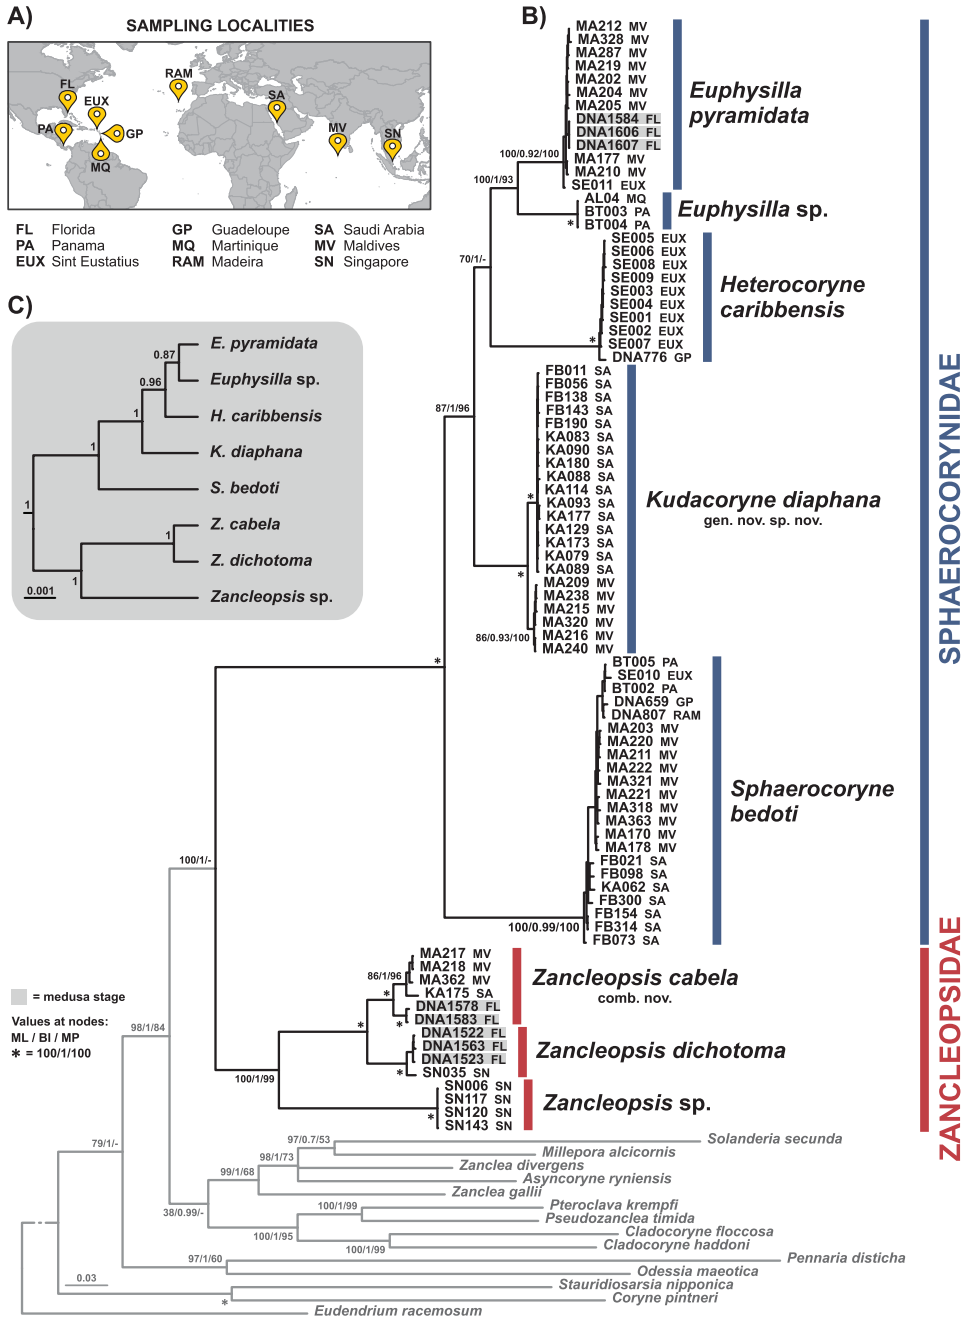 A)
SAMPLING LOCALITIES
FL
EUX
PA
GP
MQ
RAM
SA
MV
SN
FL Florida GP Guadeloupe SA Saudi Arabia
PA Panama MQ Martinique MV Maldives
EUX Sint Eustatius RAM Madeira SN Singapore
C)
E. pyramidata
Euphysilla sp.
H. caribbensis
K. diaphana
S. bedoti
Z. cabela
Z. dichotoma
Zancleopsis sp.
0.87
0.96
1
1
1
1
1
0.001
B)
MA212 MV
MA328 MV
MA287 MV
MA219 MV
MA202 MV
MA204 MV
MA205 MV
DNA1584 FL
DNA1606 FL
DNA1607 FL
MA177 MV
MA210 MV
SE011 EUX
Euphysilla
pyramidata
100/0.92/100
100/1/93
AL04 MQ
BT003 PA
* BT004 PA
Euphysilla sp.
SE005 EUX
SE006 EUX
SE008 EUX
SE009 EUX
SE003 EUX
SE004 EUX
SE001 EUX
SE002 EUX
* SE007 EUX
DNA776 GP
Heterocoryne
caribbensis
70/1/-
FB011 SA
FB056 SA
FB138 SA
FB143 SA
FB190 SA
KA083 SA
KA090 SA
KA180 SA
KA088 SA
KA114 SA
* KA093 SA
KA177 SA
KA129 SA
KA173 SA
KA079 SA
KA089 SA
*
MA209 MV
MA238 MV
MA215 MV
MA320 MV
MA216 MV
MA240 MV
86/0.93/100
87/1/96
Kudacoryne diaphana
gen. nov. sp. nov.
*
BT005 PA
SE010 EUX
BT002 PA
DNA659 GP
DNA807 RAM
MA203 MV
MA220 MV
MA211 MV
MA222 MV
MA321 MV
MA221 MV
MA318 MV
MA363 MV
MA170 MV
MA178 MV
FB021 SA
FB098 SA
KA062 SA
FB300 SA
FB154 SA
FB314 SA
FB073 SA
100/0.99/100
Sphaerocoryne
bedoti
SPHAEROCORYNIDAE
100/1/-
MA217 MV
MA218 MV
MA362 MV
KA175 SA
DNA1578 FL
DNA1583 FL
86/1/96
*
*
*
Zancleopsis cabela
comb. nov.
DNA1522 FL
DNA1563 FL
DNA1523 FL
* SN035 SN
Zancleopsis dichotoma
100/1/99
SN006 SN
SN117 SN
* SN120 SN
SN143 SN
Zancleopsis sp.
ZANCLEOPSIDAE
= medusa stage
Values at nodes:
ML / BI / MP
* = 100/1/100
98/1/84
79/1/-
97/0.7/53
Solanderia secunda
Millepora alcicornis
98/1/73
Zanclea divergens
Asyncoryne ryniensis
99/1/68
Zanclea gallii
38/0.99/-
Pteroclava krempfi
100/1/99
Pseudozanclea timida
100/1/95
Cladocoryne floccosa
100/1/99
Cladocoryne haddoni
Pennaria disticha
97/1/60
Odessia maeotica
0.03
Stauridiosarsia nipponica
* Coryne pintneri
Eudendrium racemosum